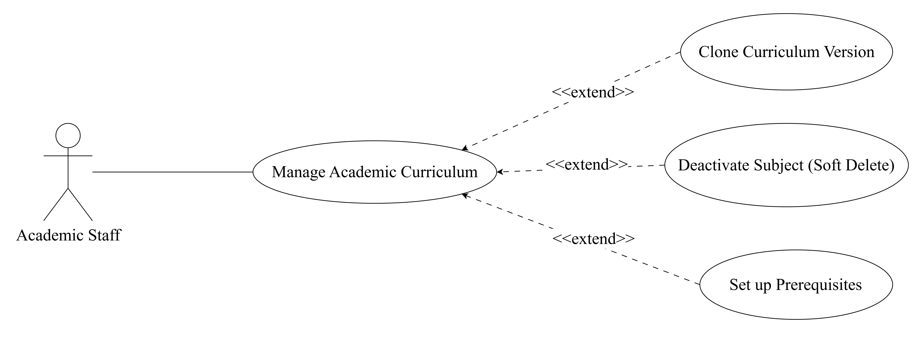 Clone Curriculum Version
<<extend>>
<<extend>>
Deactivate Subject (Soft Delete)
Manage Academic Curriculum
Academic Staff
<<extend>>
Set up Prerequisites